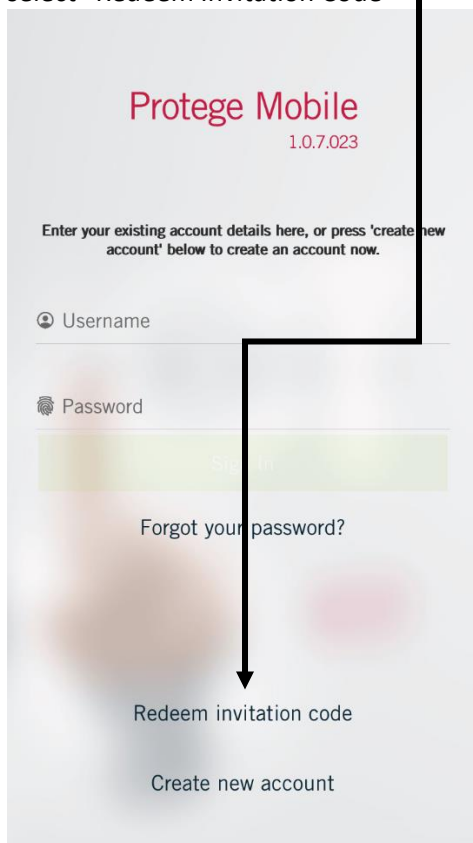 select "Redeem Invitation Code"
Protege Mobile
1.0.7.023
Enter your existing account details here, or press 'create new
account' below to create an account now.
Username
Password
Sign In
Forgot your password?
Redeem invitation code
Create new account